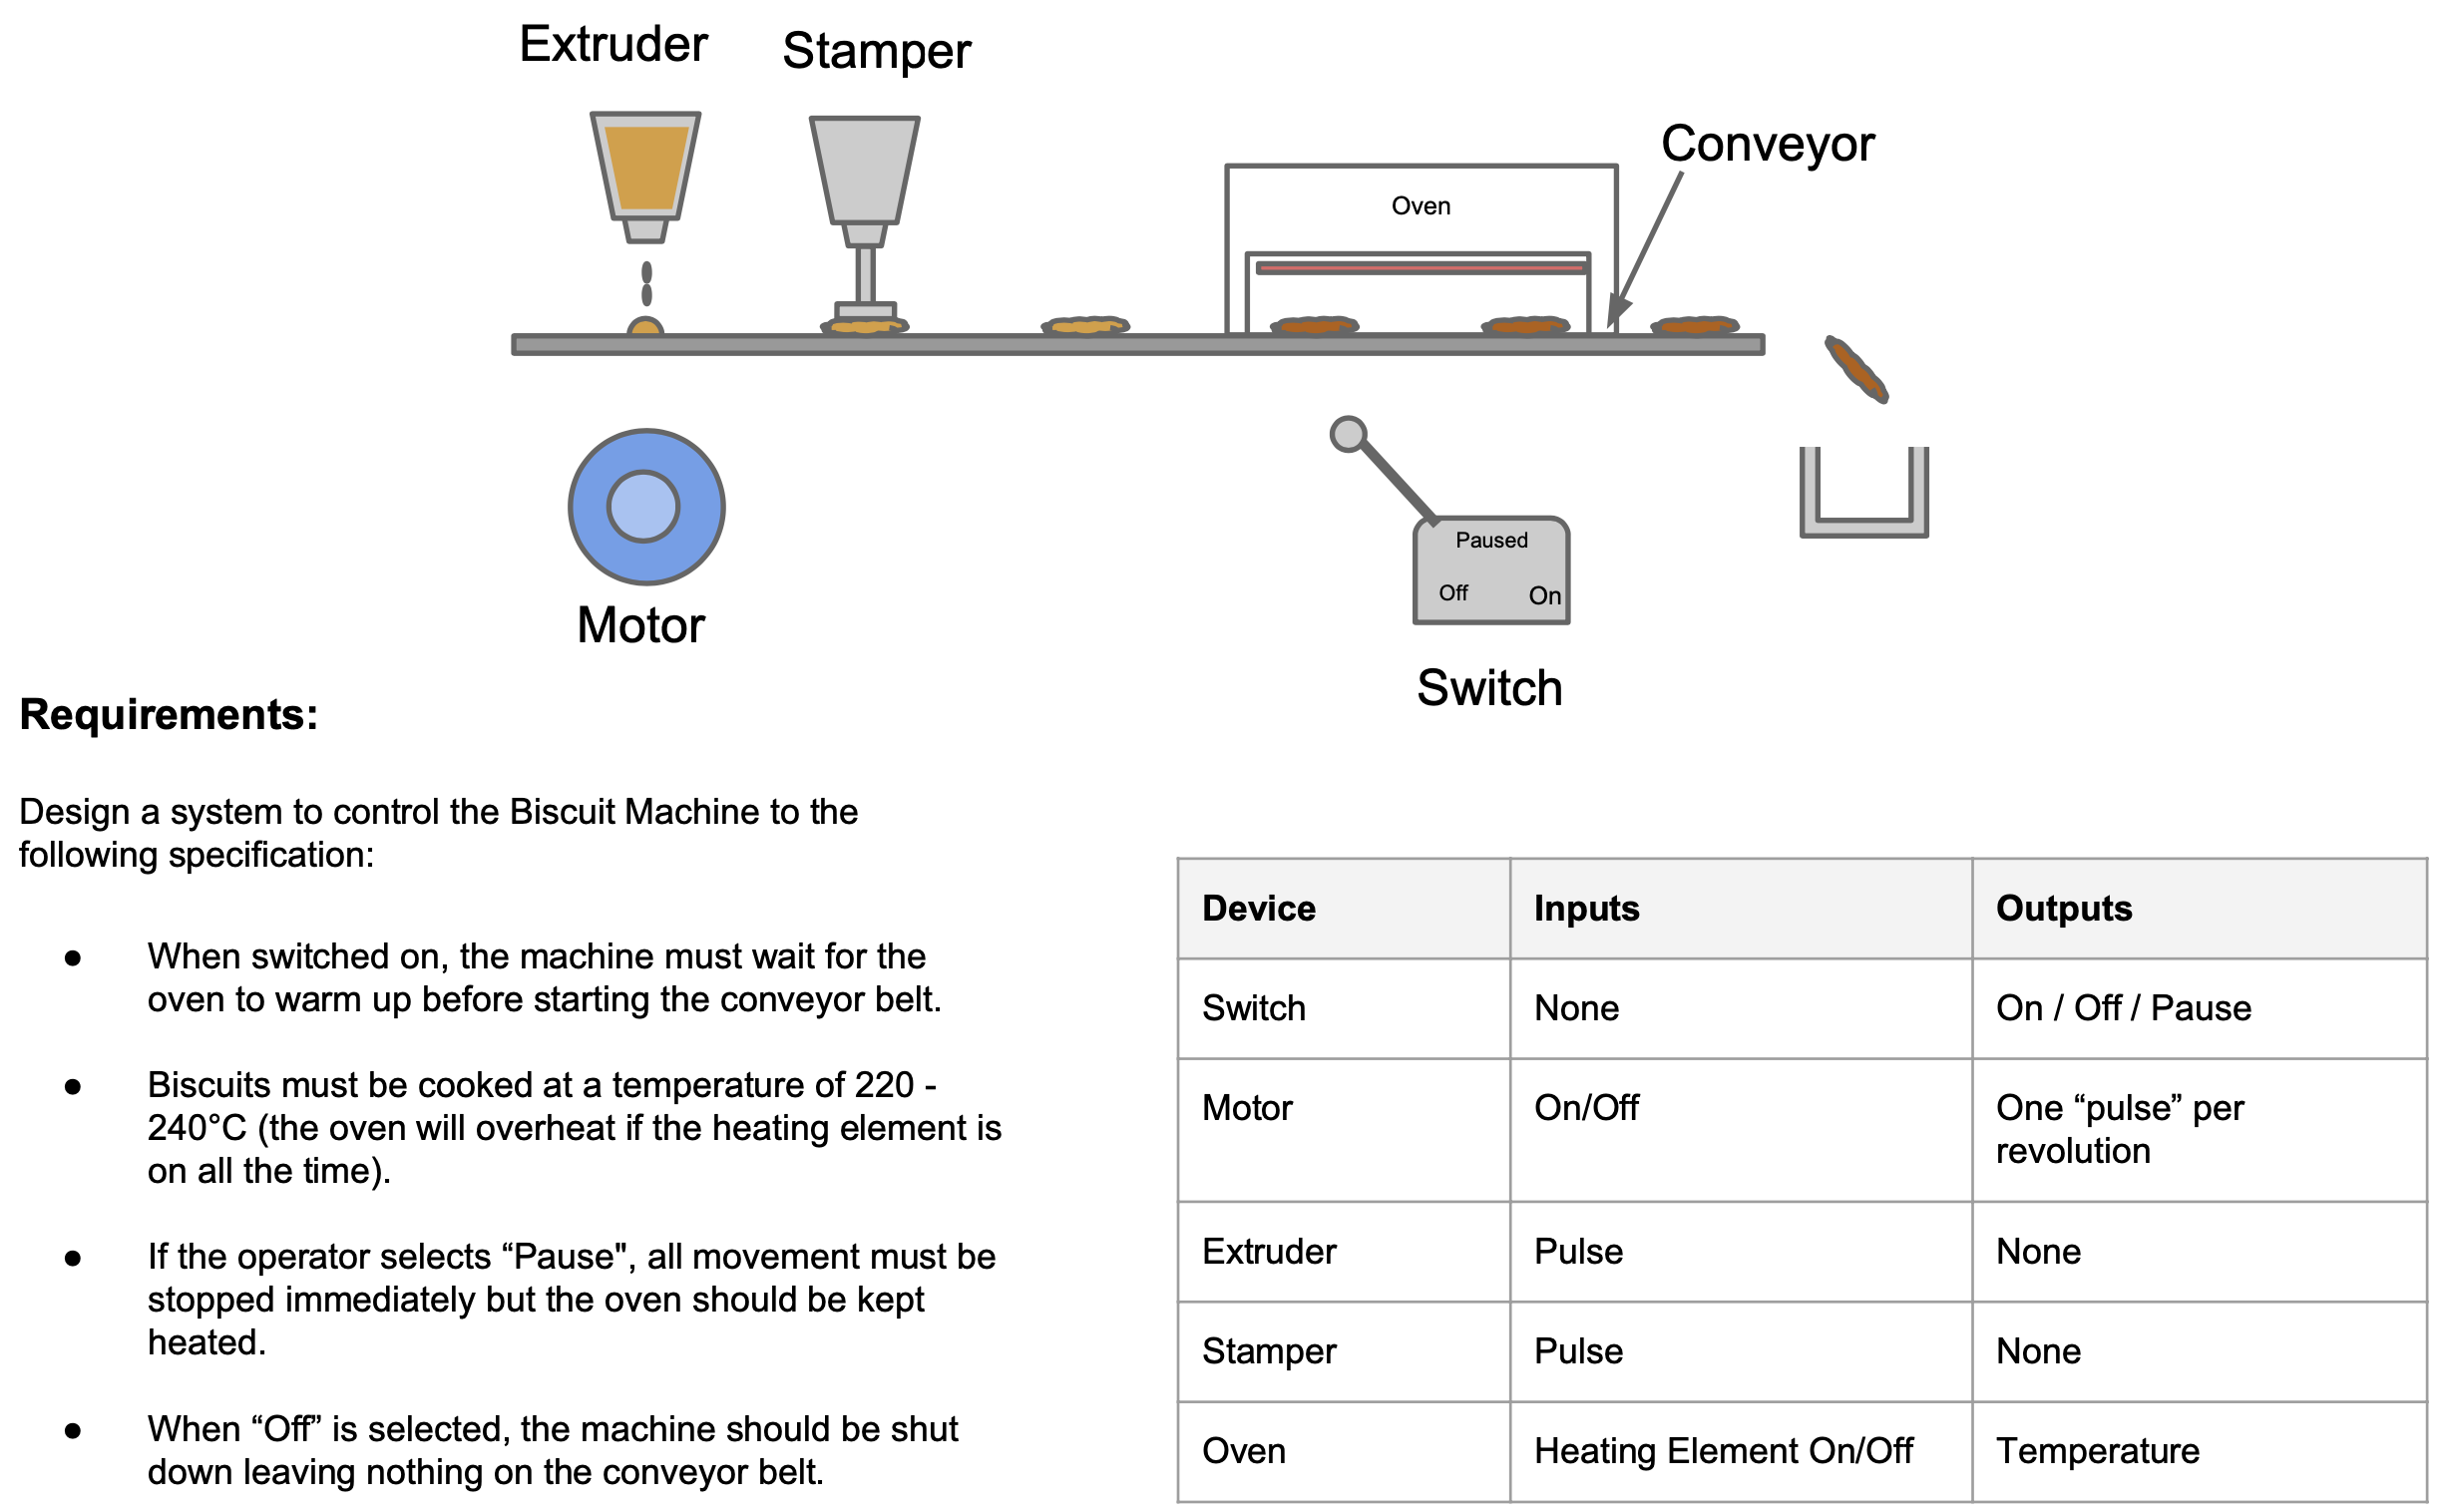 Extruder
Stamper
Conveyor
Oven
Paused
Off
On
Motor
Switch
Requirements:
Design a system to control the Biscuit Machine to the
following specification:
● When switched on, the machine must wait for the
oven to warm up before starting the conveyor belt.
● Biscuits must be cooked at a temperature of 220 -
240°C (the oven will overheat if the heating element is
on all the time).
● If the operator selects “Pause", all movement must be
stopped immediately but the oven should be kept
heated.
● When “Off” is selected, the machine should be shut
down leaving nothing on the conveyor belt.
Device Inputs Outputs
Switch None On / Off / Pause
Motor On/Off One “pulse” per
revolution
Extruder Pulse None
Stamper Pulse None
Oven Heating Element On/Off Temperature